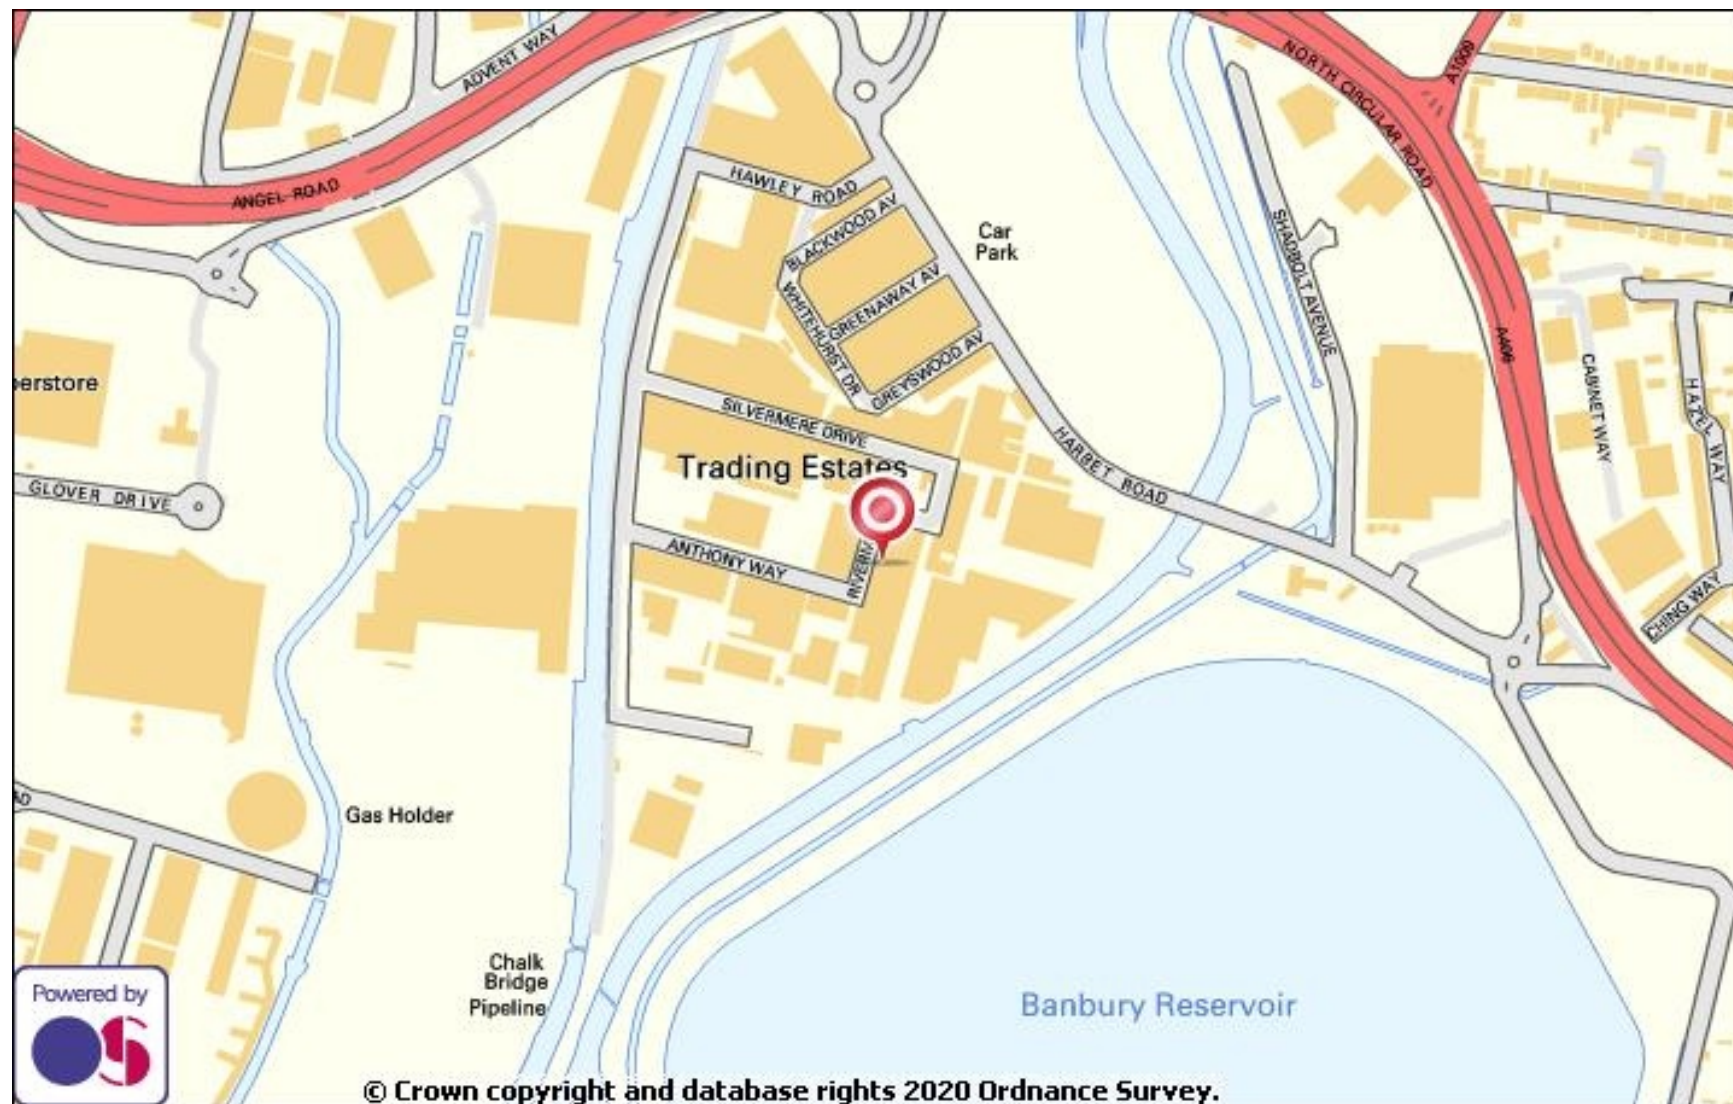 ADVENT WAY
NORTH CIRCULAR ROAD
A1009
ANGEL ROAD
HAWLEY ROAD
BLACKWOOD AV
Car
Park
SHADBOLT AVENUE
WHITEHURST DR
GREENAWAY AV
GREYSWOOD AV
A406
CABINET WAY
HAZEL WAY
erstore
SILVERMERE DRIVE
HARBET ROAD
Trading Estates
GLOVER DRIVE
ANTHONY WAY
CHING WAY
Gas Holder
Chalk
Bridge
Pipeline
Banbury Reservoir
Powered by
OS
© Crown copyright and database rights 2020 Ordnance Survey.